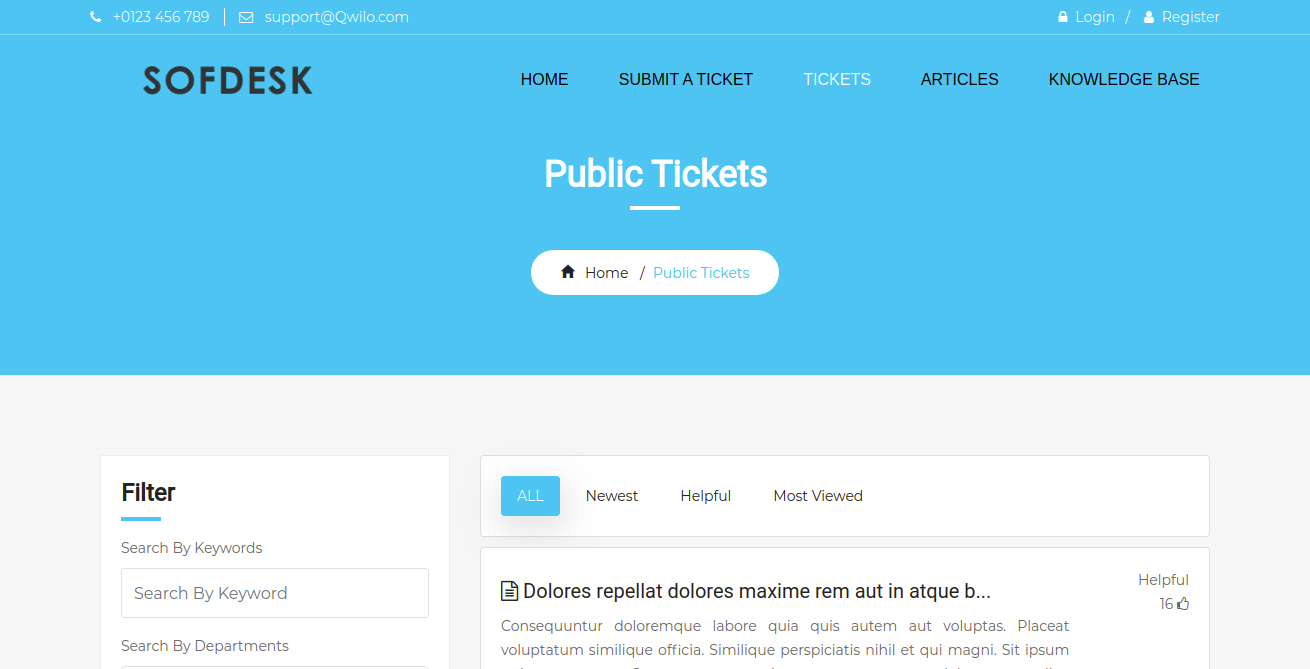 +0123 456 789 | support@Qwilo.com
Login / Register
SOFDESK
HOME SUBMIT A TICKET TICKETS ARTICLES KNOWLEDGE BASE
Public Tickets
Home / Public Tickets
Filter
Search By Keywords
Search By Keyword
Search By Departments
ALL Newest Helpful Most Viewed
Dolores repellat dolores maxime rem aut in atque b...
Helpful
16
Consequuntur doloremque labore quia quis autem aut voluptas. Placeat
voluptatum similique officia. Similique perspiciatis nihil et qui magni. Sit ipsum